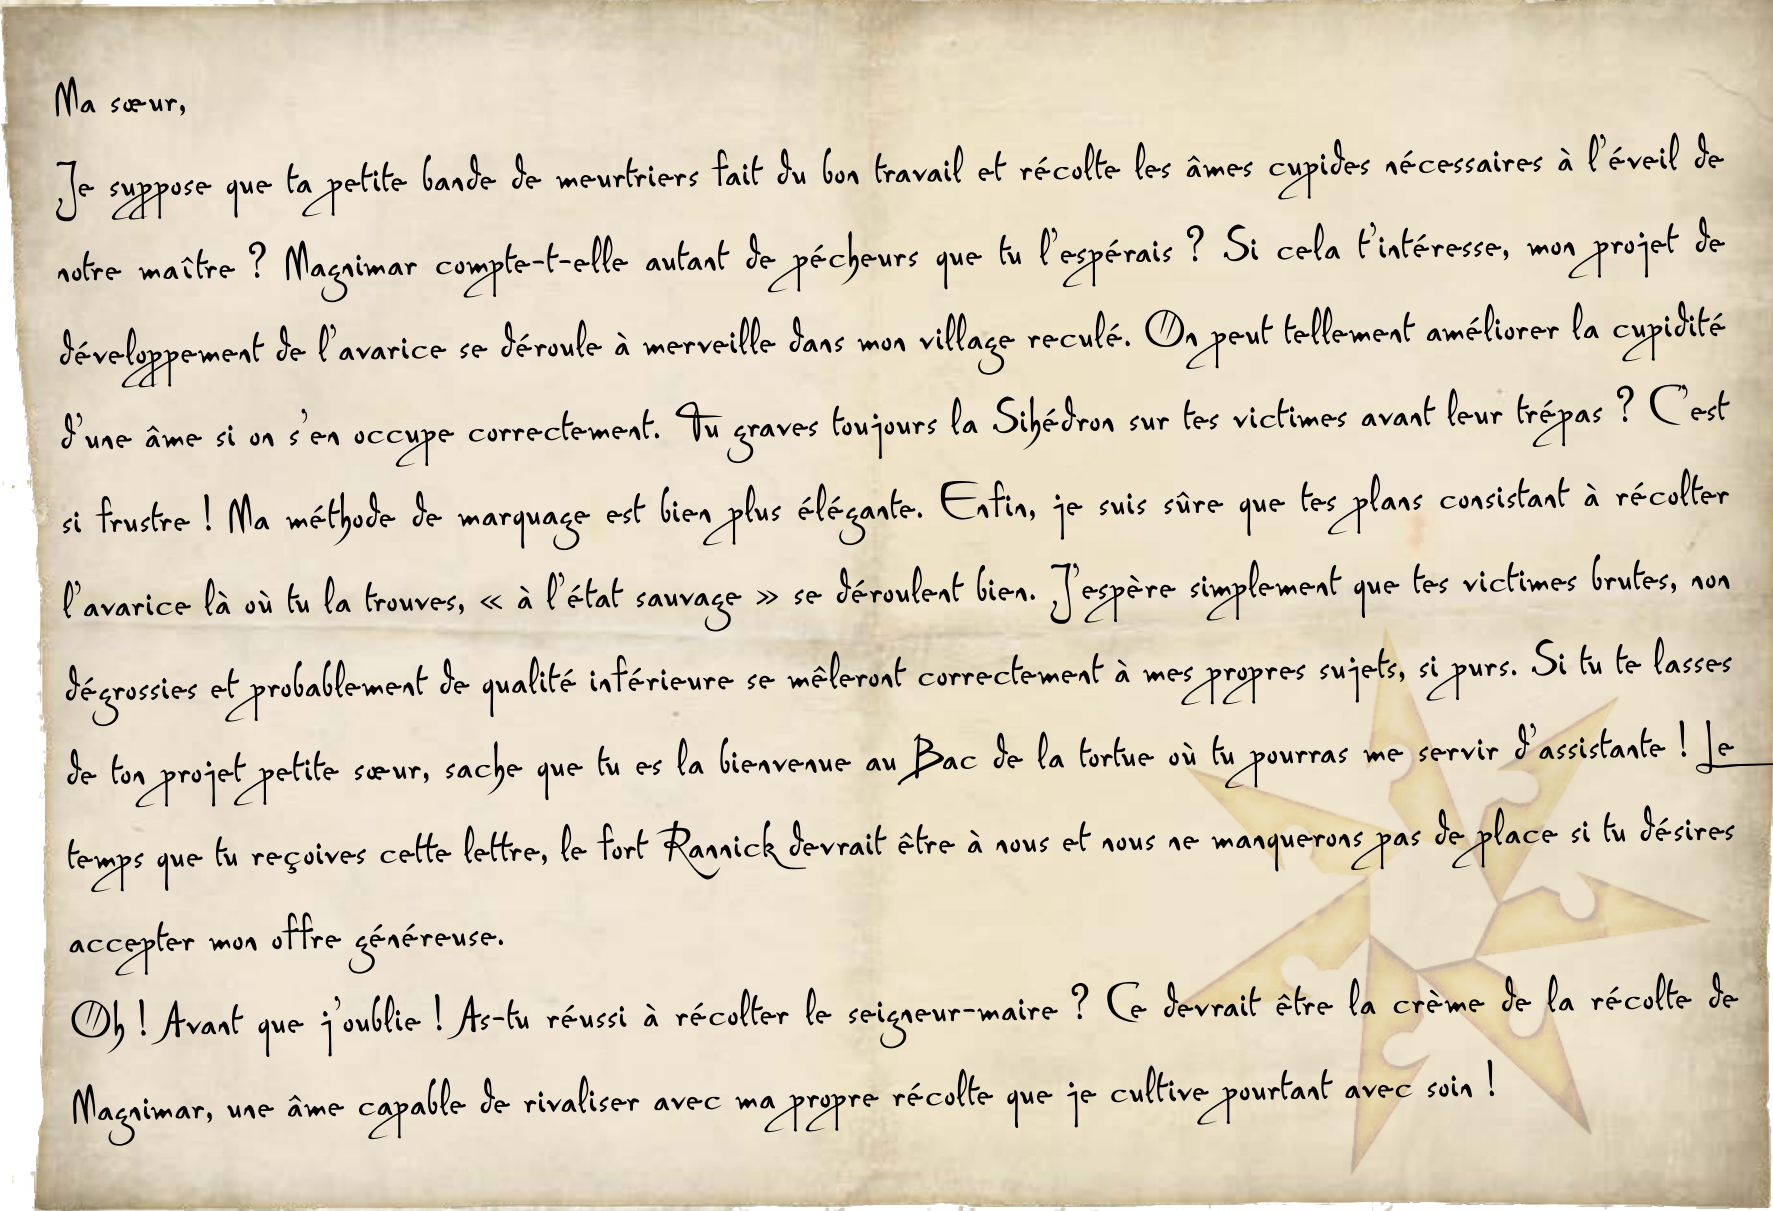 Ma sœur,
Je suppose que ta petite bande de meurtriers fait du bon travail et récolte les âmes cupides nécessaires à l'éveil de
notre maître ? Magnimar compte-t-elle autant de pécheurs que tu l'espérais ? Si cela t'intéresse, mon projet de
développement de l'avarice se déroule à merveille dans mon village reculé. On peut tellement améliorer la cupidité
d'une âme si on s'en occupe correctement. Tu graves toujours la Sihédron sur tes victimes avant leur trépas ? C'est
si frustre ! Ma méthode de marquage est bien plus élégante. Enfin, je suis sûre que tes plans consistant à récolter
l'avarice là où tu la trouves, « à l'état sauvage » se déroulent bien. J'espère simplement que tes victimes brutes, non
dégrossies et probablement de qualité inférieure se mêleront correctement à mes propres sujets, si purs. Si tu te lasses
de ton projet petite sœur, sache que tu es la bienvenue au Bac de la tortue où tu pourras me servir d'assistante ! Le
temps que tu reçoives cette lettre, le fort Rannick devrait être à nous et nous ne manquerons pas de place si tu désires
accepter mon offre généreuse.
Oh ! Avant que j'oublie ! As-tu réussi à récolter le seigneur-maire ? Ce devrait être la crème de la récolte de
Magnimar, une âme capable de rivaliser avec ma propre récolte que je cultive pourtant avec soin !